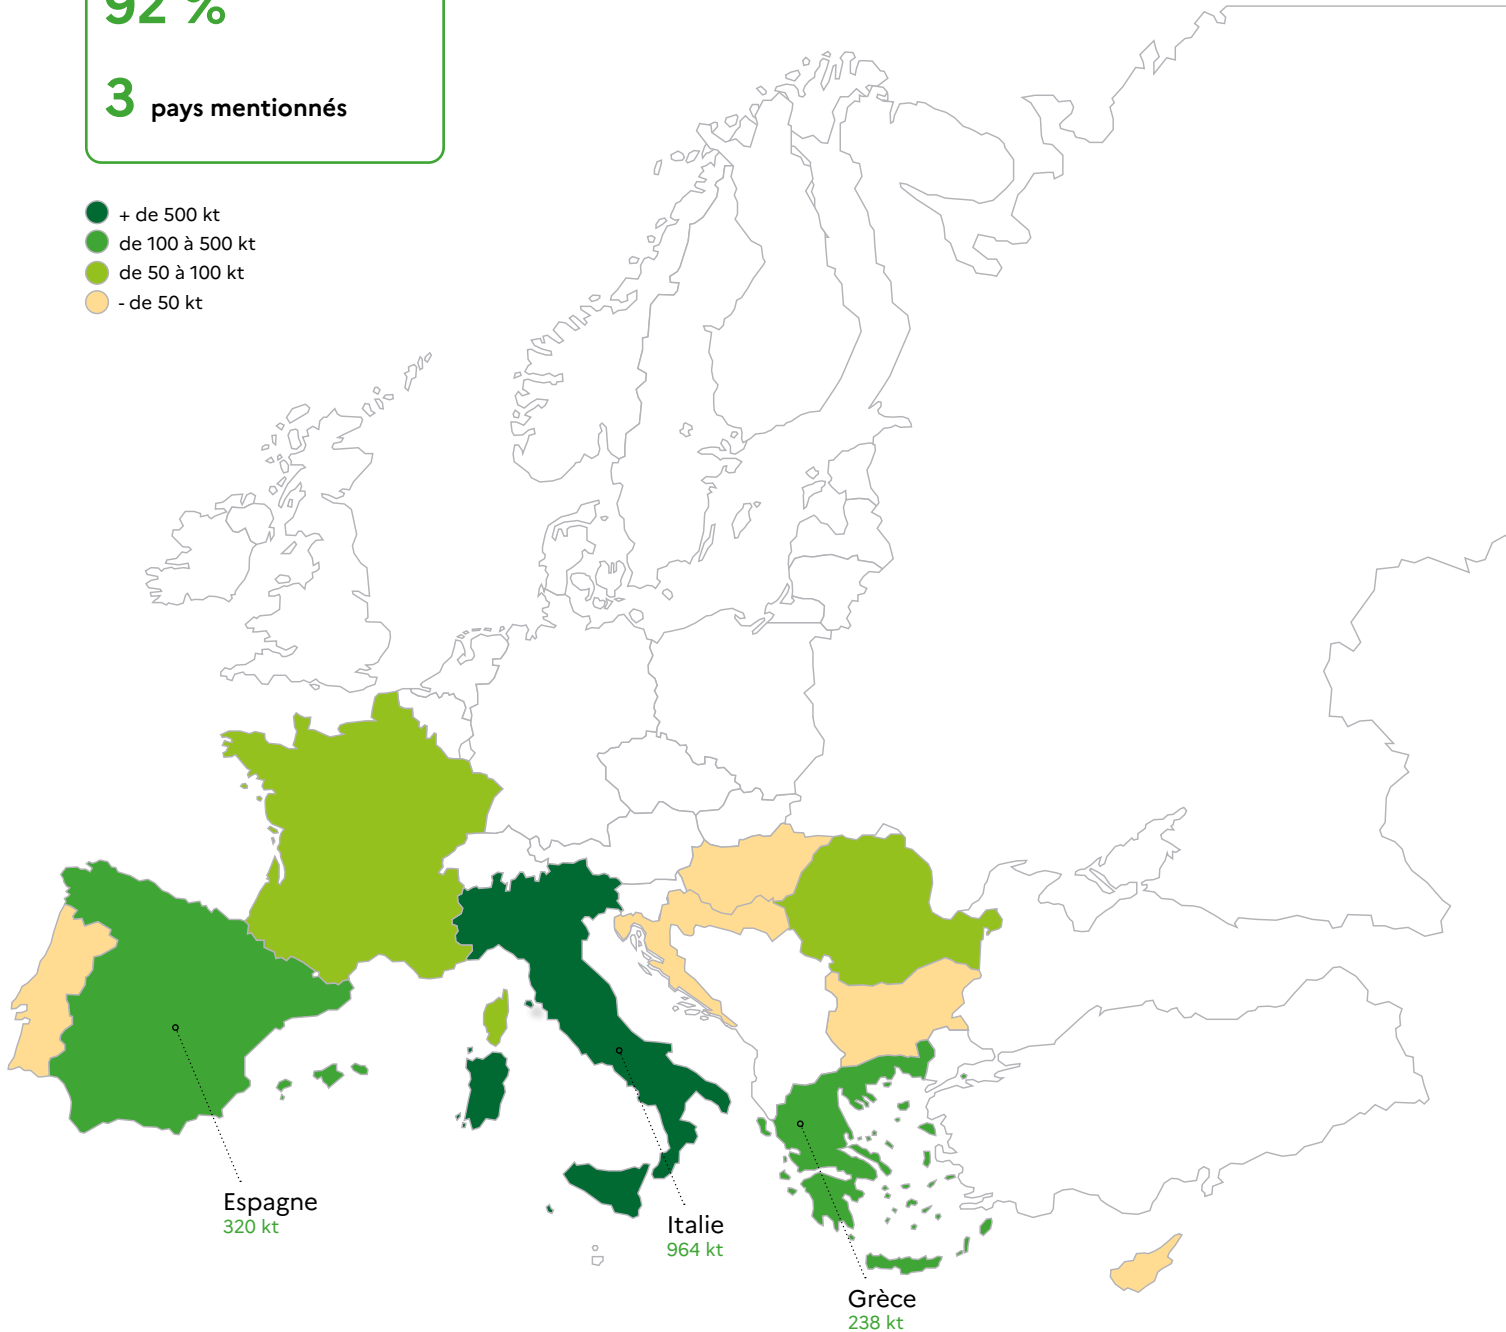 92 %
3 pays mentionnés
+ de 500 kt
de 100 à 500 kt
de 50 à 100 kt
- de 50 kt
Espagne
320 kt
Italie
964 kt
Grèce
238 kt